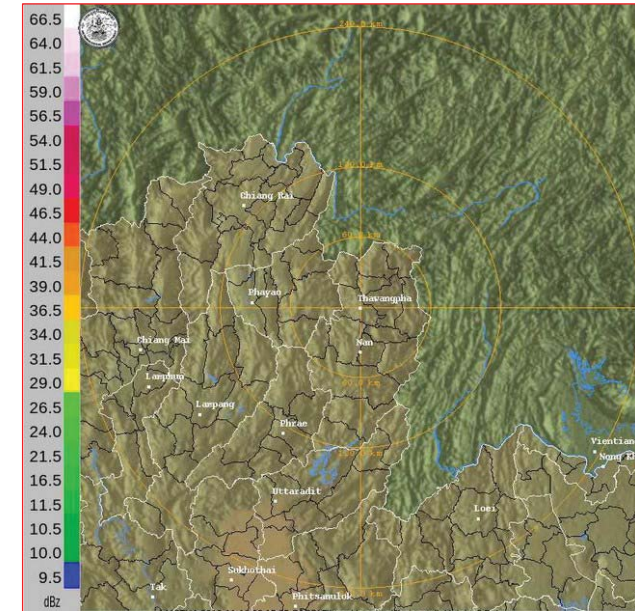 66.5
64.0
61.5
59.0
56.5
54.0
51.5
49.0
46.5
44.0
41.5
39.0
36.5
34.0
31.5
29.0
26.5
24.0
21.5
16.5
11.5
10.5
10.0
9.5
dBz
Chiang Rai
Phayao
Thawangpha
Chiang Mai
Nan
Lamphun
Lampang
Phrae
Vientian
Nong Kh
Uttaradit
Loei
Sukhothai
Tak
Phitsanulok